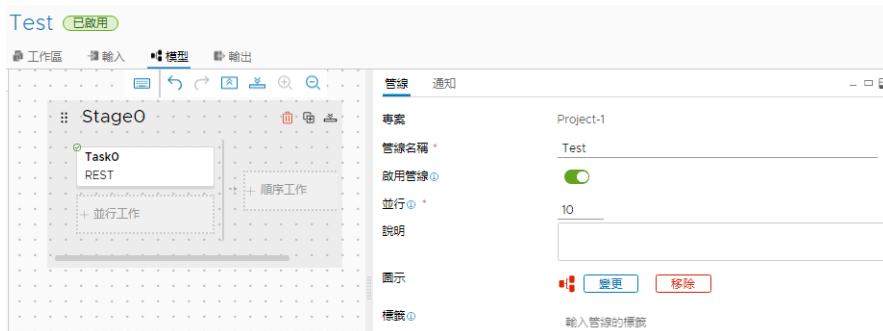 Test 已啟用
工作區 輸入 模型 輸出
管線 通知
Stage0
Task0
REST
+ 並行工作
+ 順序工作
專案 Project-1
管線名稱 * Test
啟用管線
並行 * 10
說明
圖示 變更 移除
標籤 輸入管線的標籤